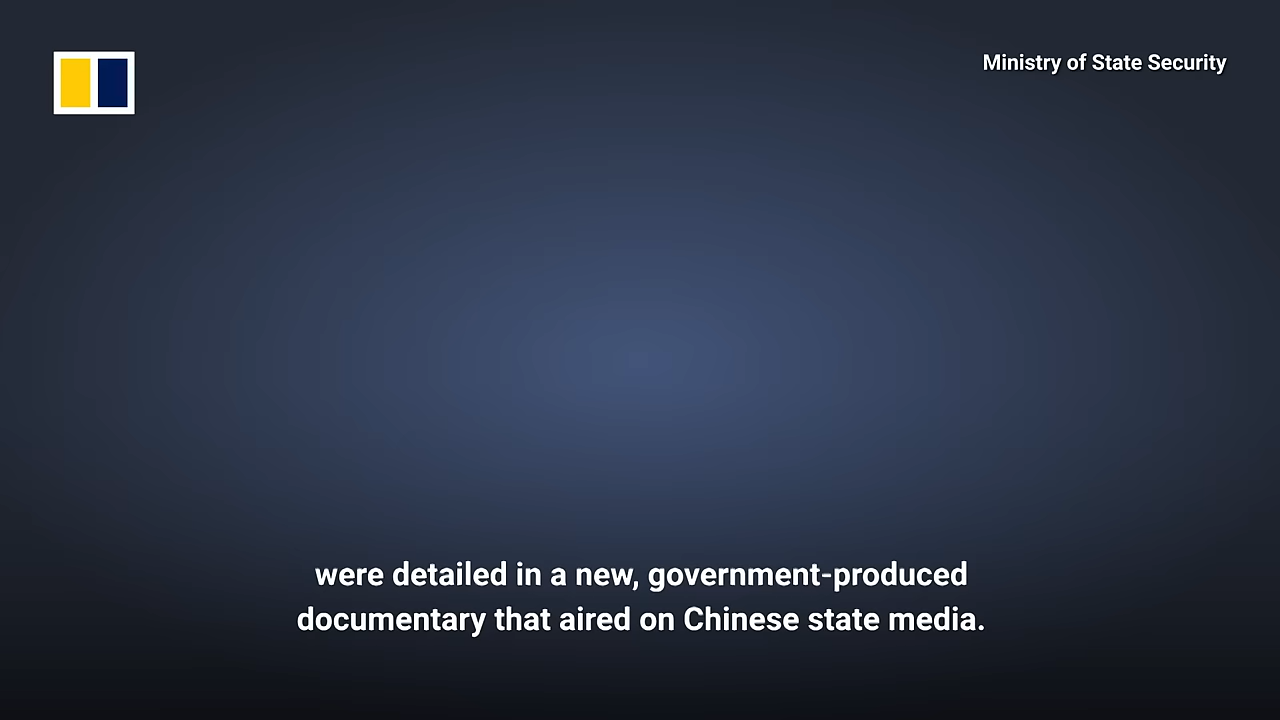 Ministry of State Security
were detailed in a new, government-produced
documentary that aired on Chinese state media.